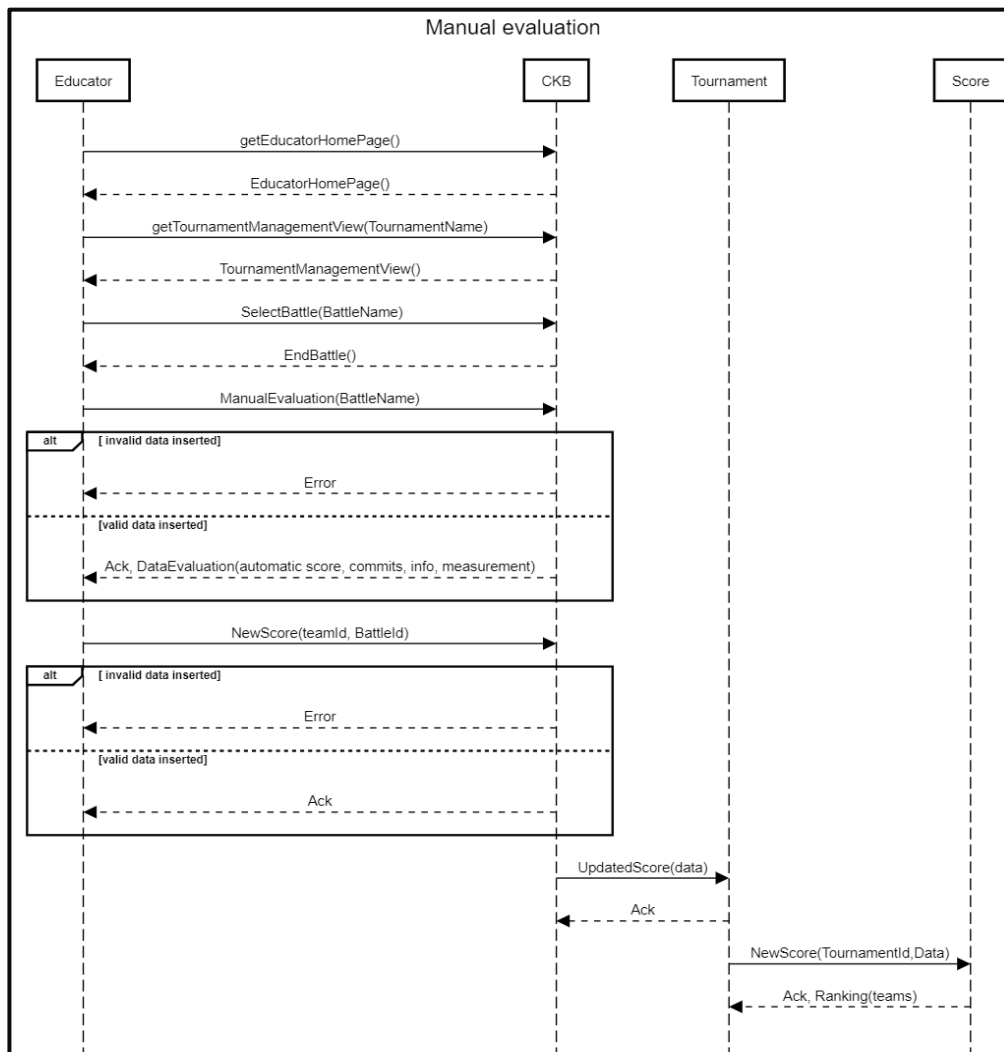 Manual evaluation
Educator
CKB
Tournament
Score
getEducatorHomePage()
EducatorHomePage()
getTournamentManagementView(TournamentName)
TournamentManagementView()
SelectBattle(BattleName)
EndBattle()
ManualEvaluation(BattleName)
alt
[ invalid data inserted]
Error
[valid data inserted]
Ack, DataEvaluation(automatic score, commits, info, measurement)
NewScore(teamId, BattleId)
alt
[ invalid data inserted]
Error
[valid data inserted]
Ack
UpdatedScore(data)
Ack
NewScore(TournamentId,Data)
Ack, Ranking(teams)